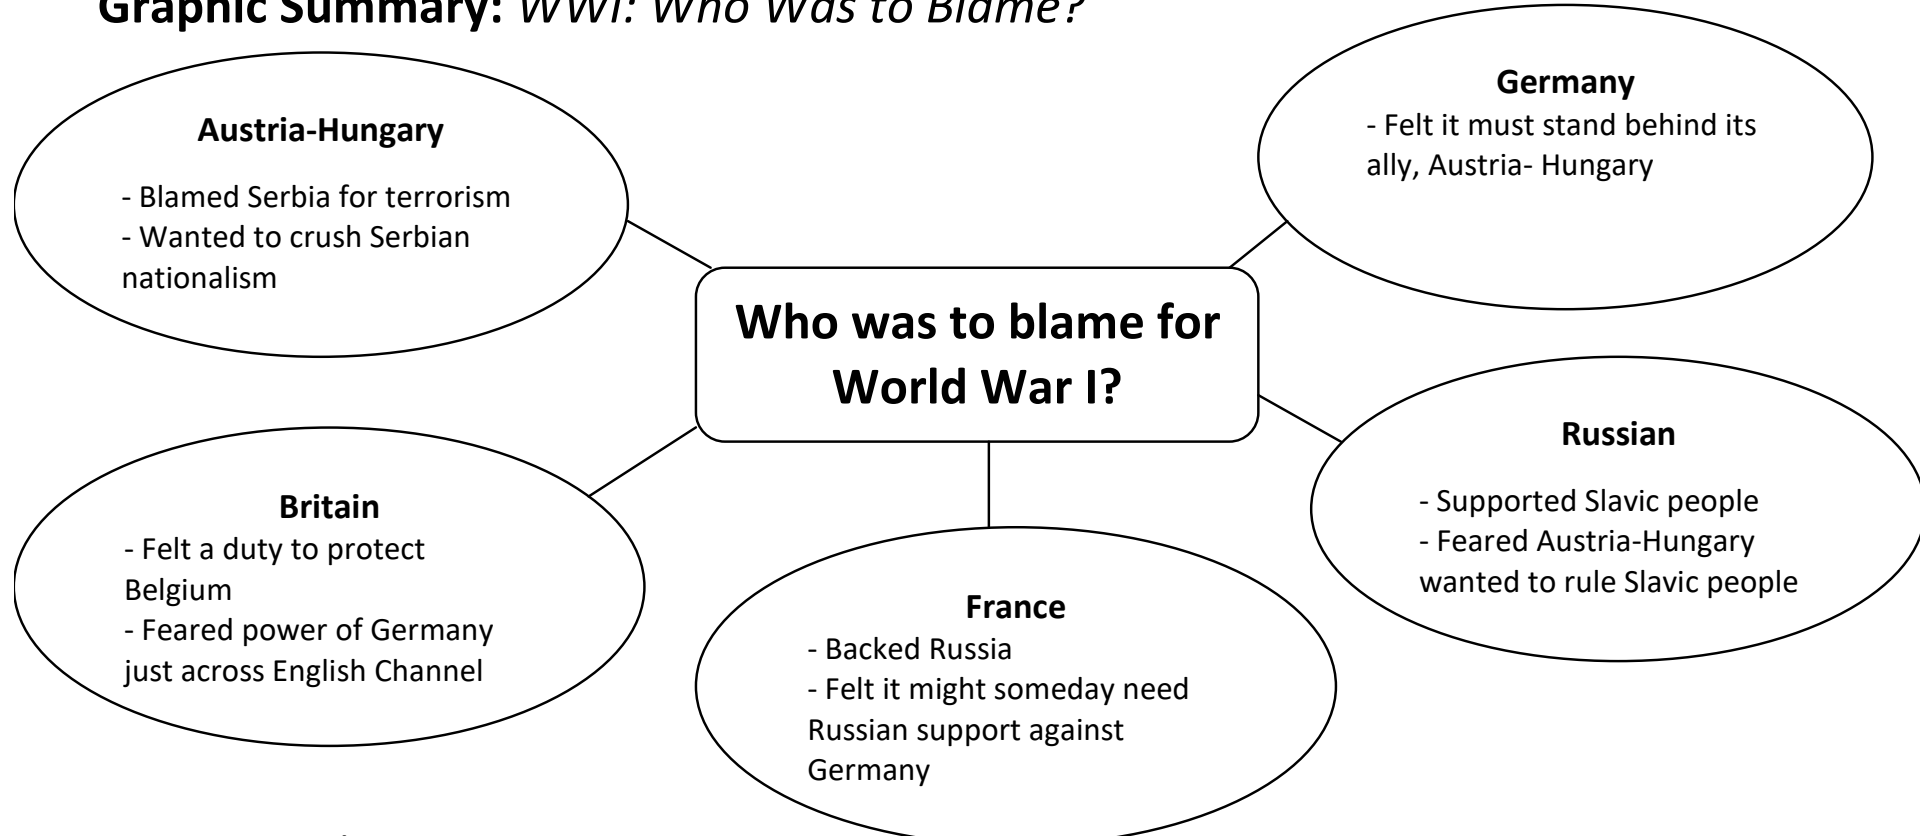 Graphic Summary: WWI: Who Was to Blame?
Austria-Hungary
- Blamed Serbia for terrorism
- Wanted to crush Serbian
nationalism
Germany
- Felt it must stand behind its
ally, Austria- Hungary
Who was to blame for
World War I?
Britain
- Felt a duty to protect
Belgium
- Feared power of Germany
just across English Channel
France
- Backed Russia
- Felt it might someday need
Russian support against
Germany
Russian
- Supported Slavic people
- Feared Austria-Hungary
wanted to rule Slavic people